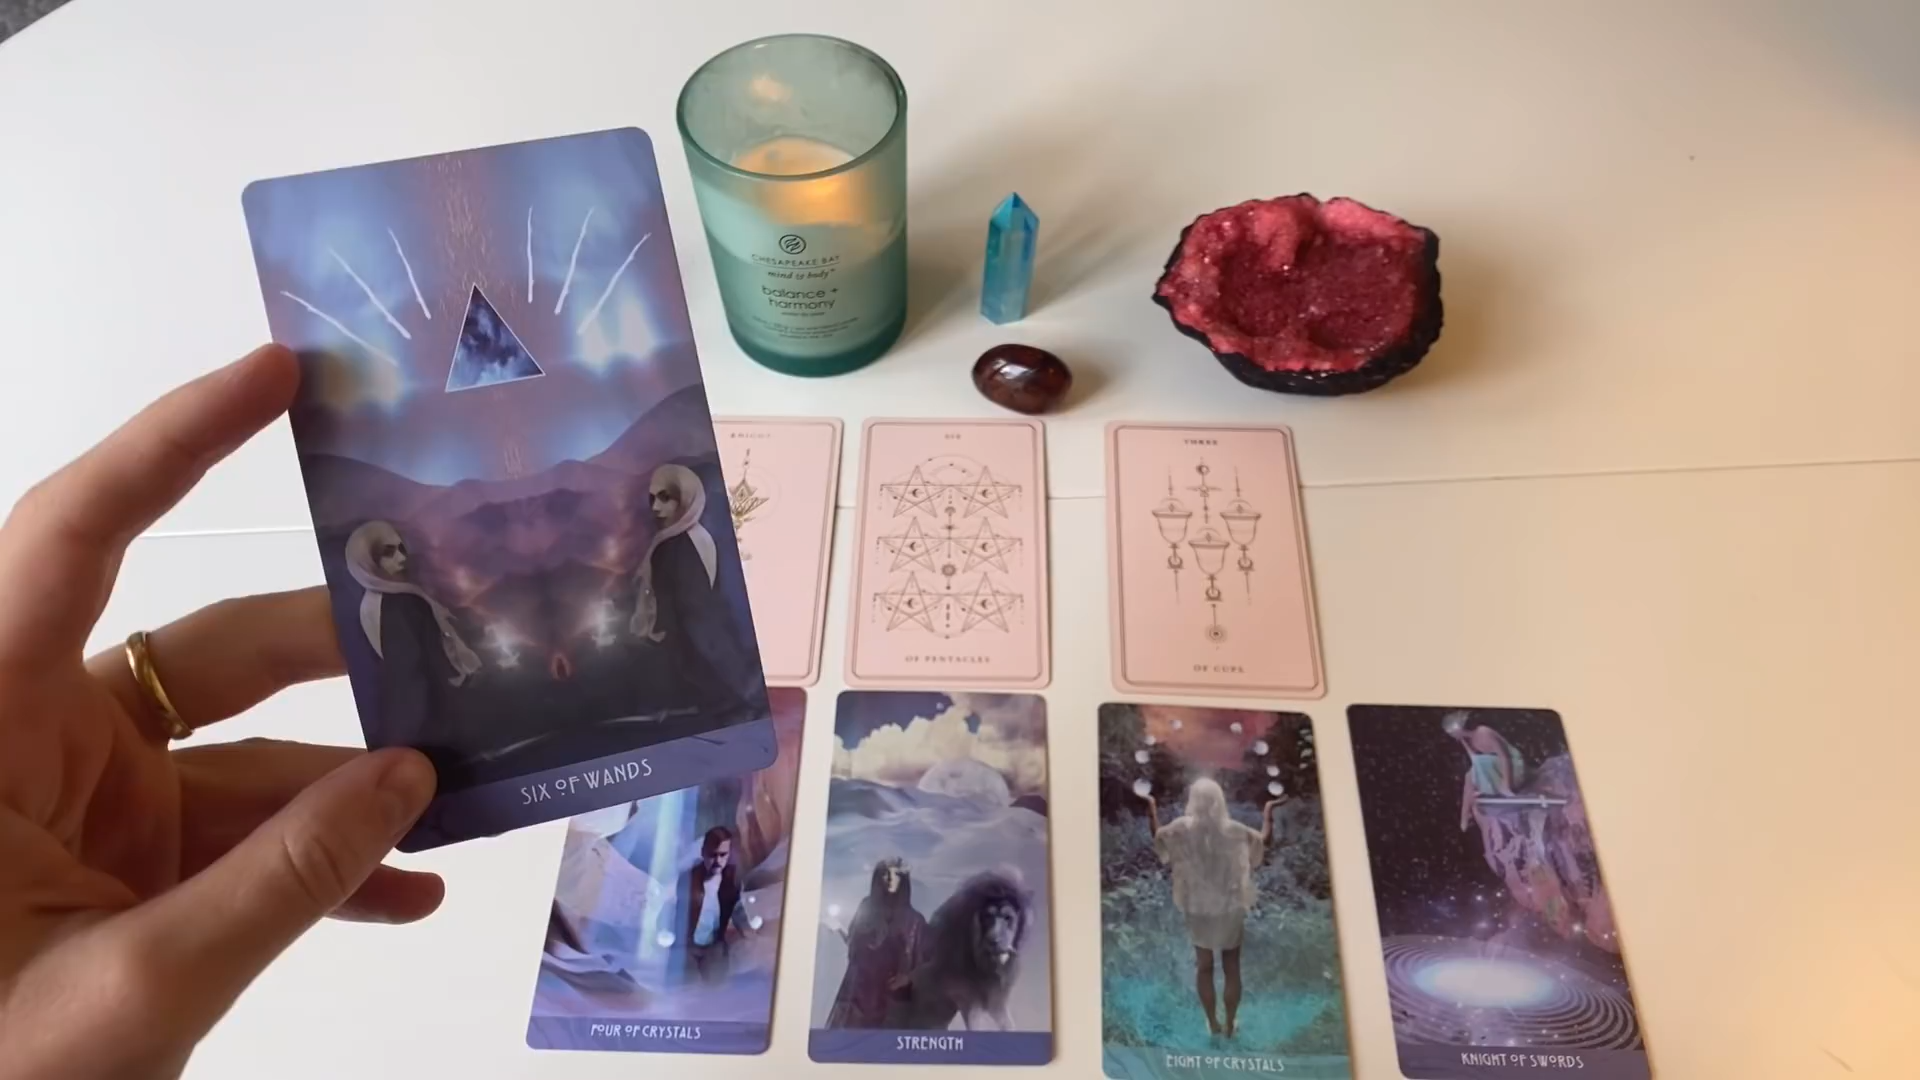 CHESAPEAKE BAY
mind & body™
balance +
harmony
KNIGHT
SIX
THREE
OF PENTACLES
OF CUPS
SIX OF WANDS
FOUR OF CRYSTALS
STRENGTH
EIGHT OF CRYSTALS
KNIGHT OF SWORDS